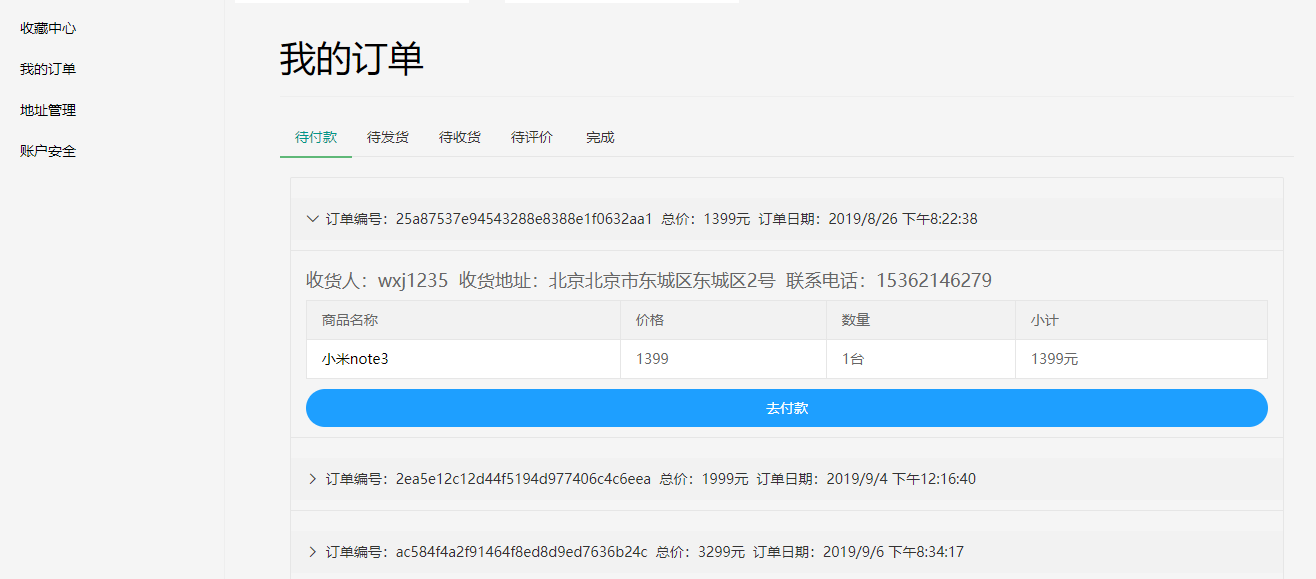 收藏中心
我的订单
地址管理
账户安全
我的订单
待付款 待发货 待收货 待评价 完成
订单编号：25a87537e94543288e8388e1f0632aa1 总价：1399元 订单日期：2019/8/26 下午8:22:38
收货人：wxj1235 收货地址：北京北京市东城区东城区2号 联系电话：15362146279
商品名称 价格 数量 小计
小米note3 1399 1台 1399元
去付款
订单编号：2ea5e12c12d44f5194d977406c4c6eea 总价：1999元 订单日期：2019/9/4 下午12:16:40
订单编号：ac584f4a2f91464f8ed8d9ed7636b24c 总价：3299元 订单日期：2019/9/6 下午8:34:17